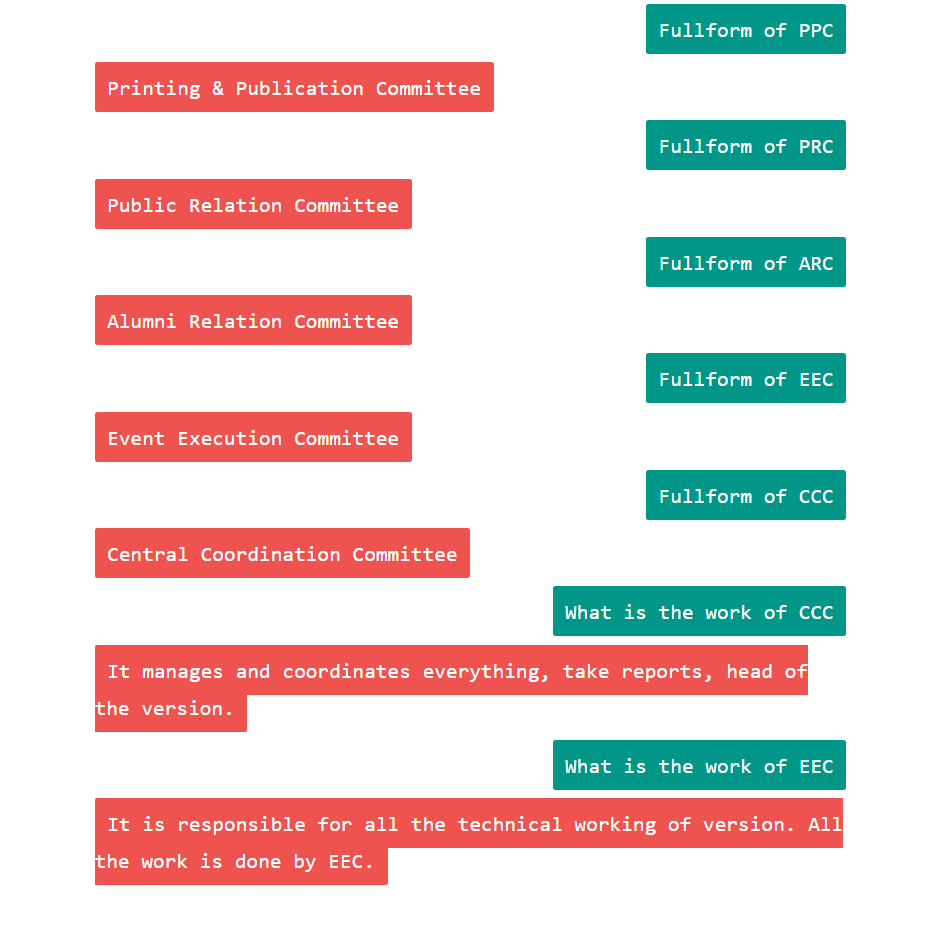 Fullform of PPC
Printing & Publication Committee
Fullform of PRC
Public Relation Committee
Fullform of ARC
Alumni Relation Committee
Fullform of EEC
Event Execution Committee
Fullform of CCC
Central Coordination Committee
What is the work of CCC
It manages and coordinates everything, take reports, head of
the version.
What is the work of EEC
It is responsible for all the technical working of version. All
the work is done by EEC.